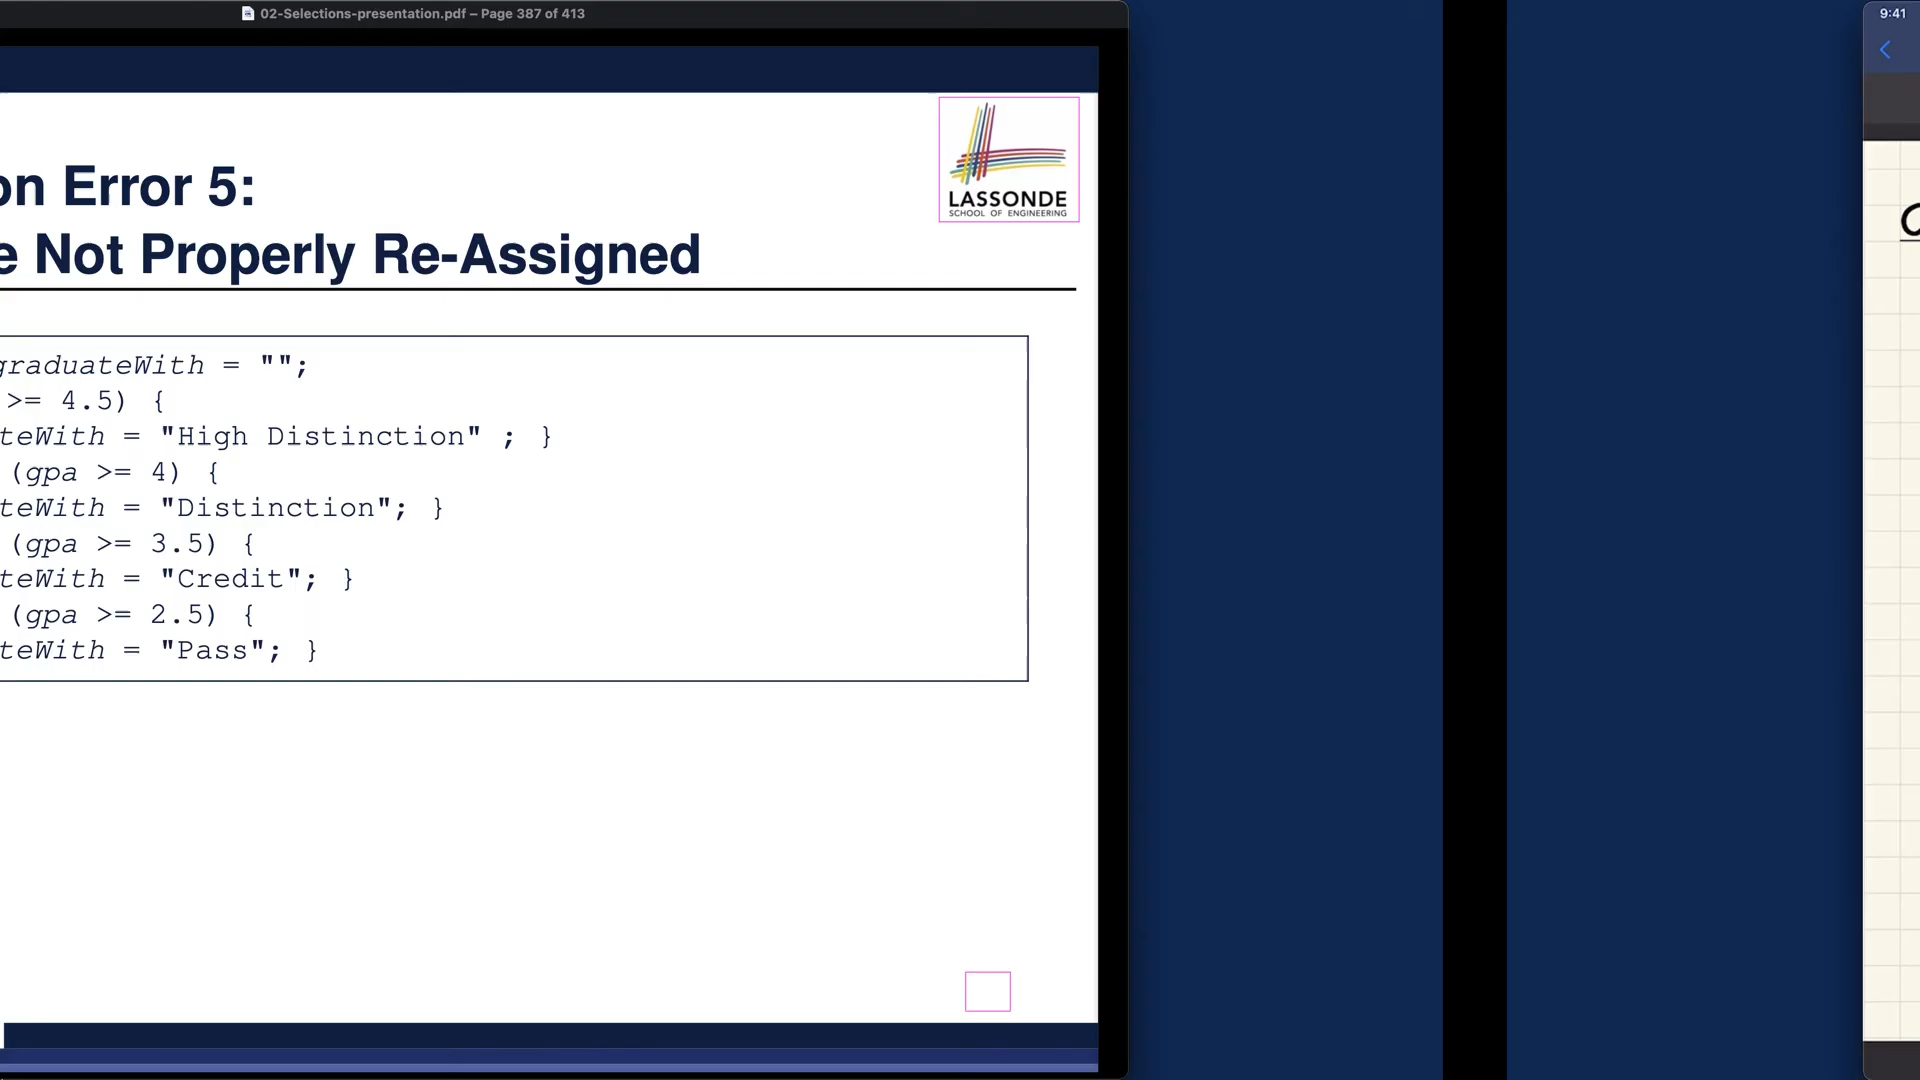 02-Selections-presentation.pdf – Page 387 of 413
9:41
LASSONDE
SCHOOL OF ENGINEERING
on Error 5:
e Not Properly Re-Assigned
graduateWith = "";
>= 4.5) {
teWith = "High Distinction" ; }
(gpa >= 4) {
teWith = "Distinction"; }
(gpa >= 3.5) {
teWith = "Credit"; }
(gpa >= 2.5) {
teWith = "Pass"; }